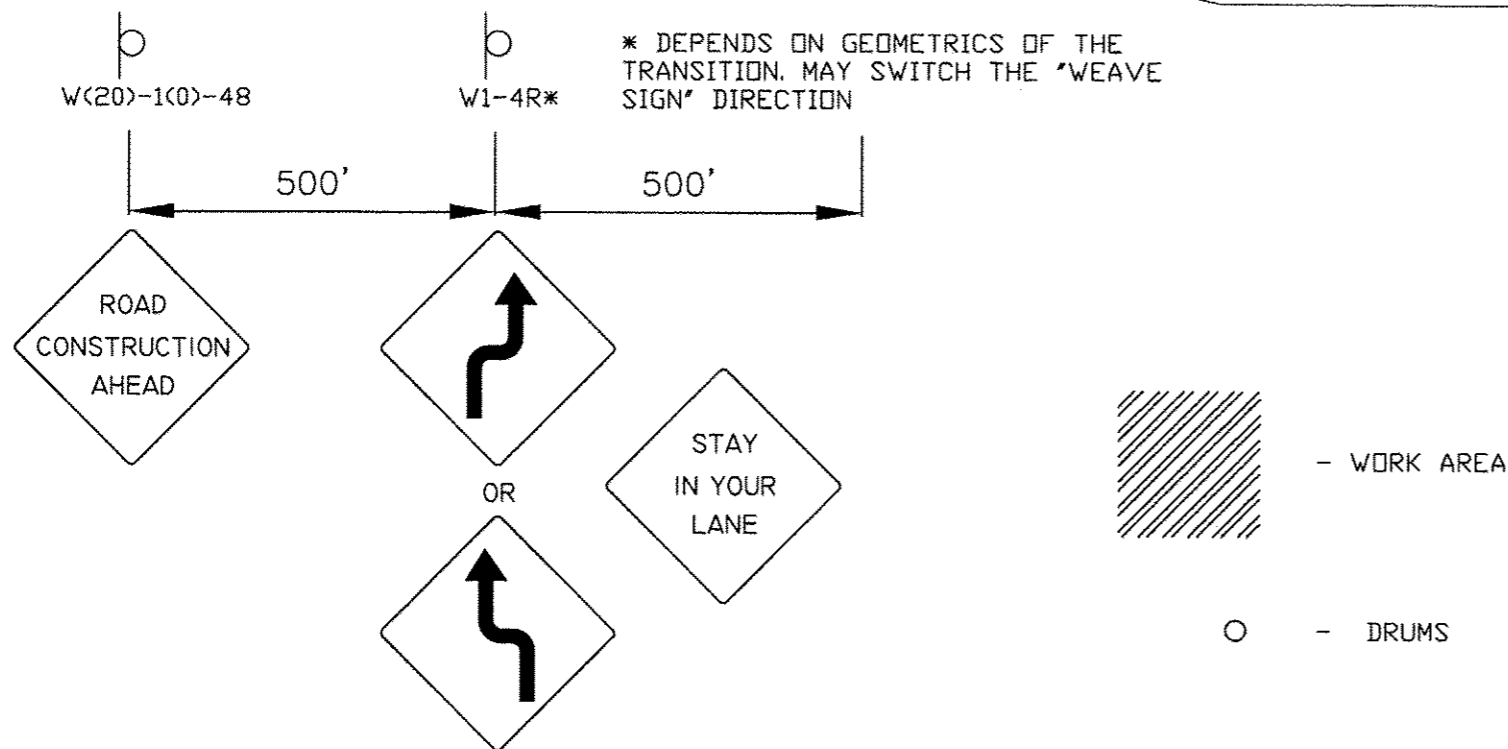 W(20)-1(0)-48
W1-4R*
* DEPENDS ON GEOMETRICS OF THE
TRANSITION. MAY SWITCH THE "WEAVE
SIGN" DIRECTION
500'
500'
ROAD
CONSTRUCTION
AHEAD
OR
STAY
IN YOUR
LANE
- WORK AREA
- DRUMS